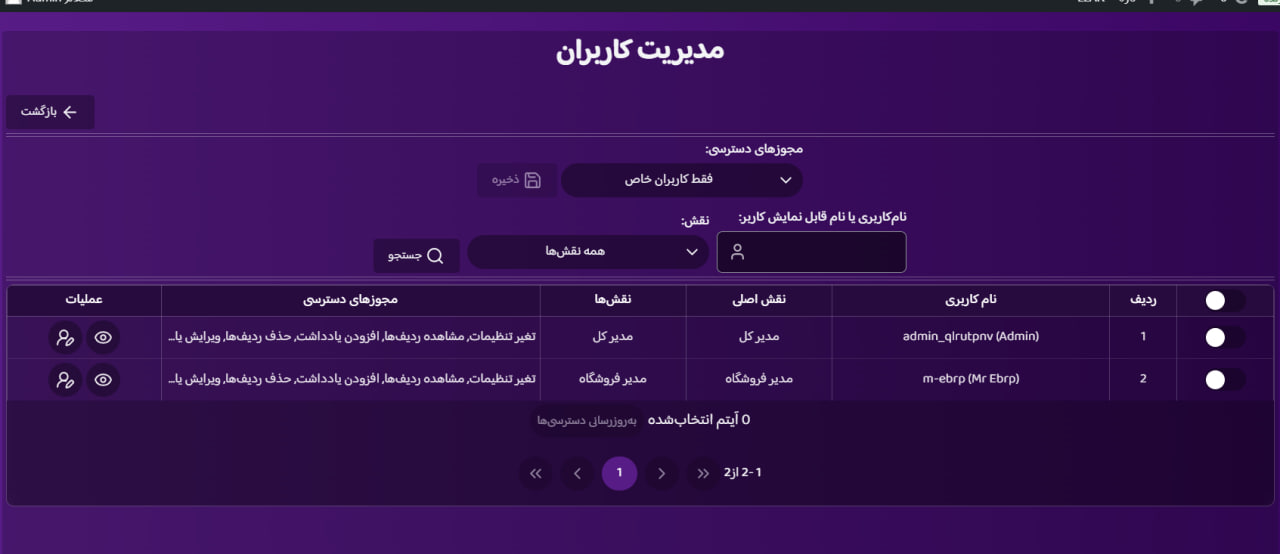 مدیریت کاربران
بازگشت
مجوزهای دسترسی:
فقط کاربران خاص
ذخیره
نام‌کاربری یا نام قابل نمایش کاربر:
نقش:
همه نقش‌ها
جستجو
ردیف نام کاربری نقش اصلی نقش‌ها مجوزهای دسترسی عملیات
1 admin_qlrutpnv (Admin) مدیر کل مدیر کل تغیر تنظیمات, مشاهده ردیف‌ها, افزودن یادداشت, حذف ردیف‌ها, ویرایش یا...
2 m-ebrp (Mr Ebrp) مدیر فروشگاه مدیر فروشگاه تغیر تنظیمات, مشاهده ردیف‌ها, افزودن یادداشت, حذف ردیف‌ها, ویرایش یا...
0 آیتم انتخاب‌شده به‌روزرسانی دسترسی‌ها
1 -2 از2
1